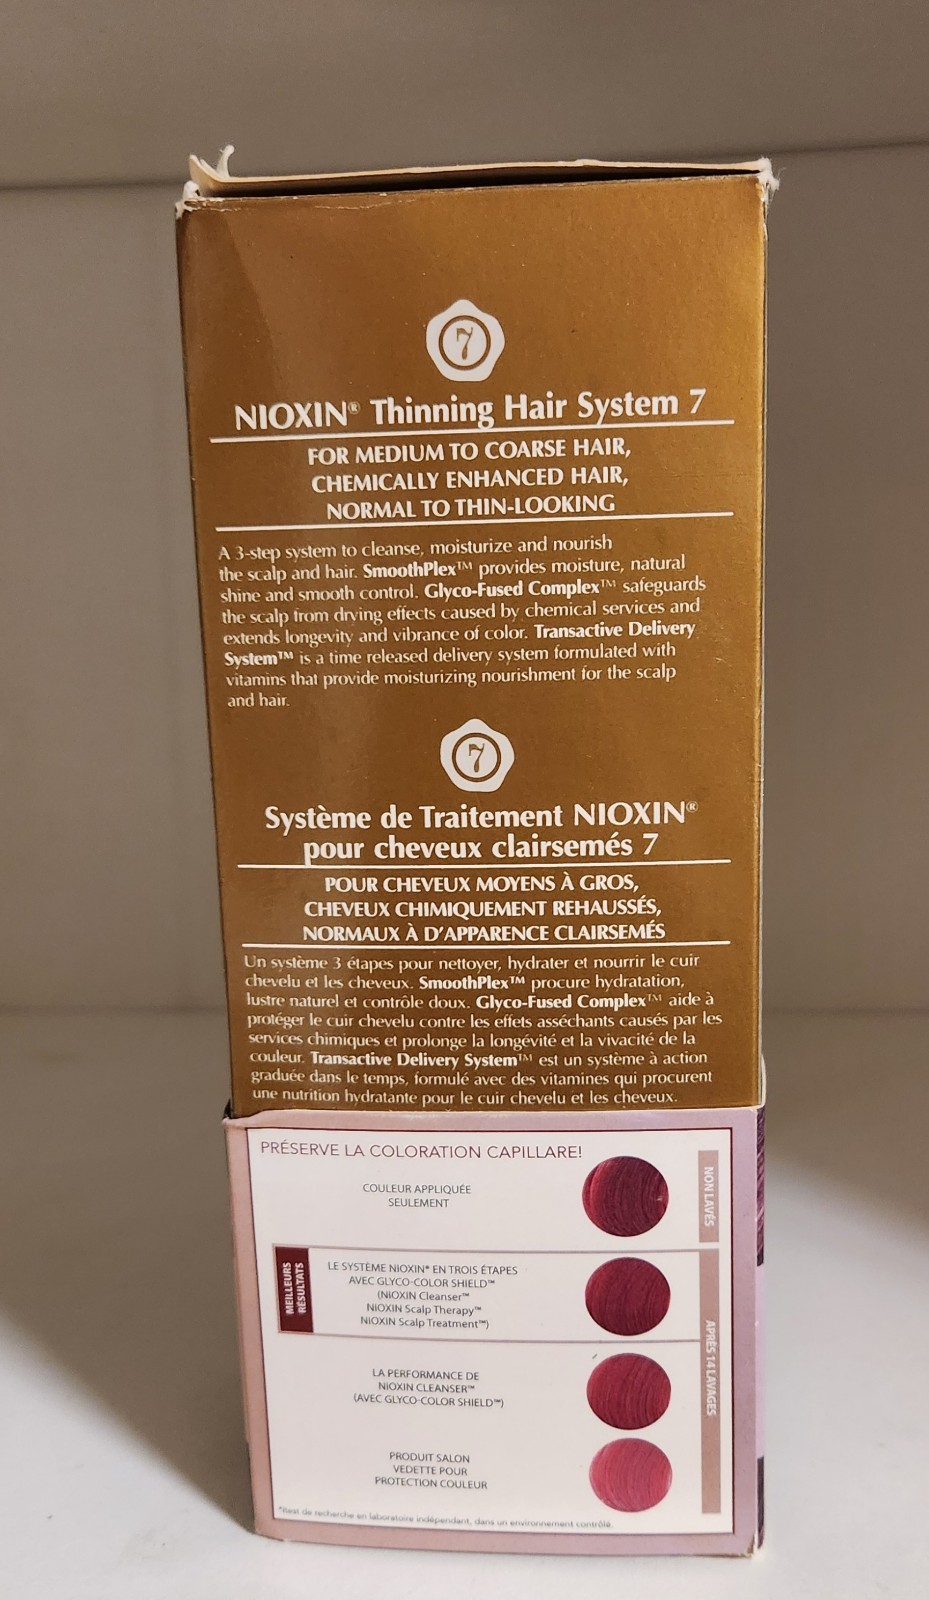 7
NIOXIN® Thinning Hair System 7
FOR MEDIUM TO COARSE HAIR,
CHEMICALLY ENHANCED HAIR,
NORMAL TO THIN-LOOKING
A 3-step system to cleanse, moisturize and nourish
the scalp and hair. SmoothPlex™ provides moisture, natural
shine and smooth control. Glyco-Fused Complex™ safeguards
the scalp from drying effects caused by chemical services and
extends longevity and vibrance of color. Transactive Delivery
System™ is a time released delivery system formulated with
vitamins that provide moisturizing nourishment for the scalp
and hair.
7
Système de Traitement NIOXIN®
pour cheveux clairsemés 7
POUR CHEVEUX MOYENS À GROS,
CHEVEUX CHIMIQUEMENT REHAUSSÉS,
NORMAUX À D'APPARENCE CLAIRSEMÉS
Un système 3 étapes pour nettoyer, hydrater et nourrir le cuir
chevelu et les cheveux. SmoothPlex™ procure hydratation,
lustre naturel et contrôle doux. Glyco-Fused Complex™ aide à
protéger le cuir chevelu contre les effets asséchants causés par les
services chimiques et prolonge la longévité et la vivacité de la
couleur. Transactive Delivery System™ est un système à action
graduée dans le temps, formulé avec des vitamines qui procurent
une nutrition hydratante pour le cuir chevelu et les cheveux.
PRÉSERVE LA COLORATION CAPILLAIRE!
COULEUR APPLIQUÉE
SEULEMENT
NON LAVÉS
MEILLEURS
RÉSULTATS
LE SYSTÈME NIOXIN* EN TROIS ÉTAPES
AVEC GLYCO-COLOR SHIELD™
(NIOXIN Cleanser™
NIOXIN Scalp Therapy™
NIOXIN Scalp Treatment™)
APRÈS 14 LAVAGES
LA PERFORMANCE DE
NIOXIN CLEANSER™
(AVEC GLYCO-COLOR SHIELD™)
PRODUIT SALON
VEDETTE POUR
PROTECTION COULEUR
de recherche en laboratoire indépendant, dans un environnement contrôlé.